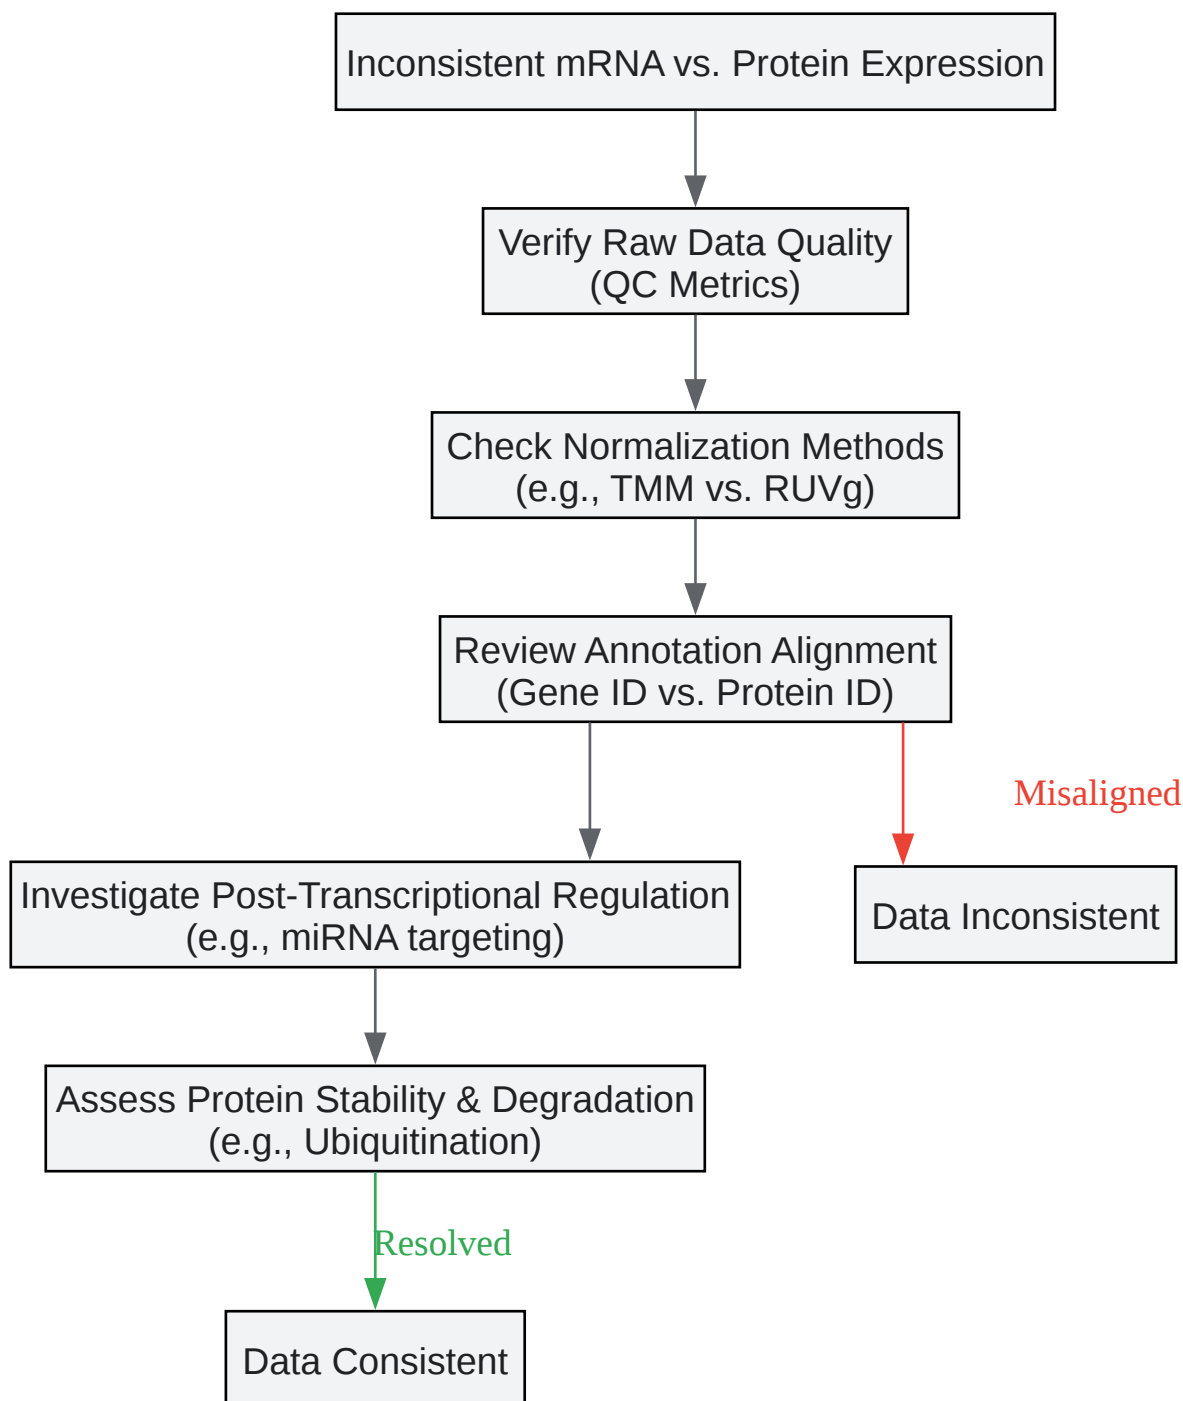 Inconsistent mRNA vs. Protein Expression
Verify Raw Data Quality
(QC Metrics)
Check Normalization Methods
(e.g., TMM vs. RUVg)
Review Annotation Alignment
(Gene ID vs. Protein ID)
Misaligned
Investigate Post-Transcriptional Regulation
(e.g., miRNA targeting)
Data Inconsistent
Assess Protein Stability & Degradation
(e.g., Ubiquitination)
Resolved
Data Consistent